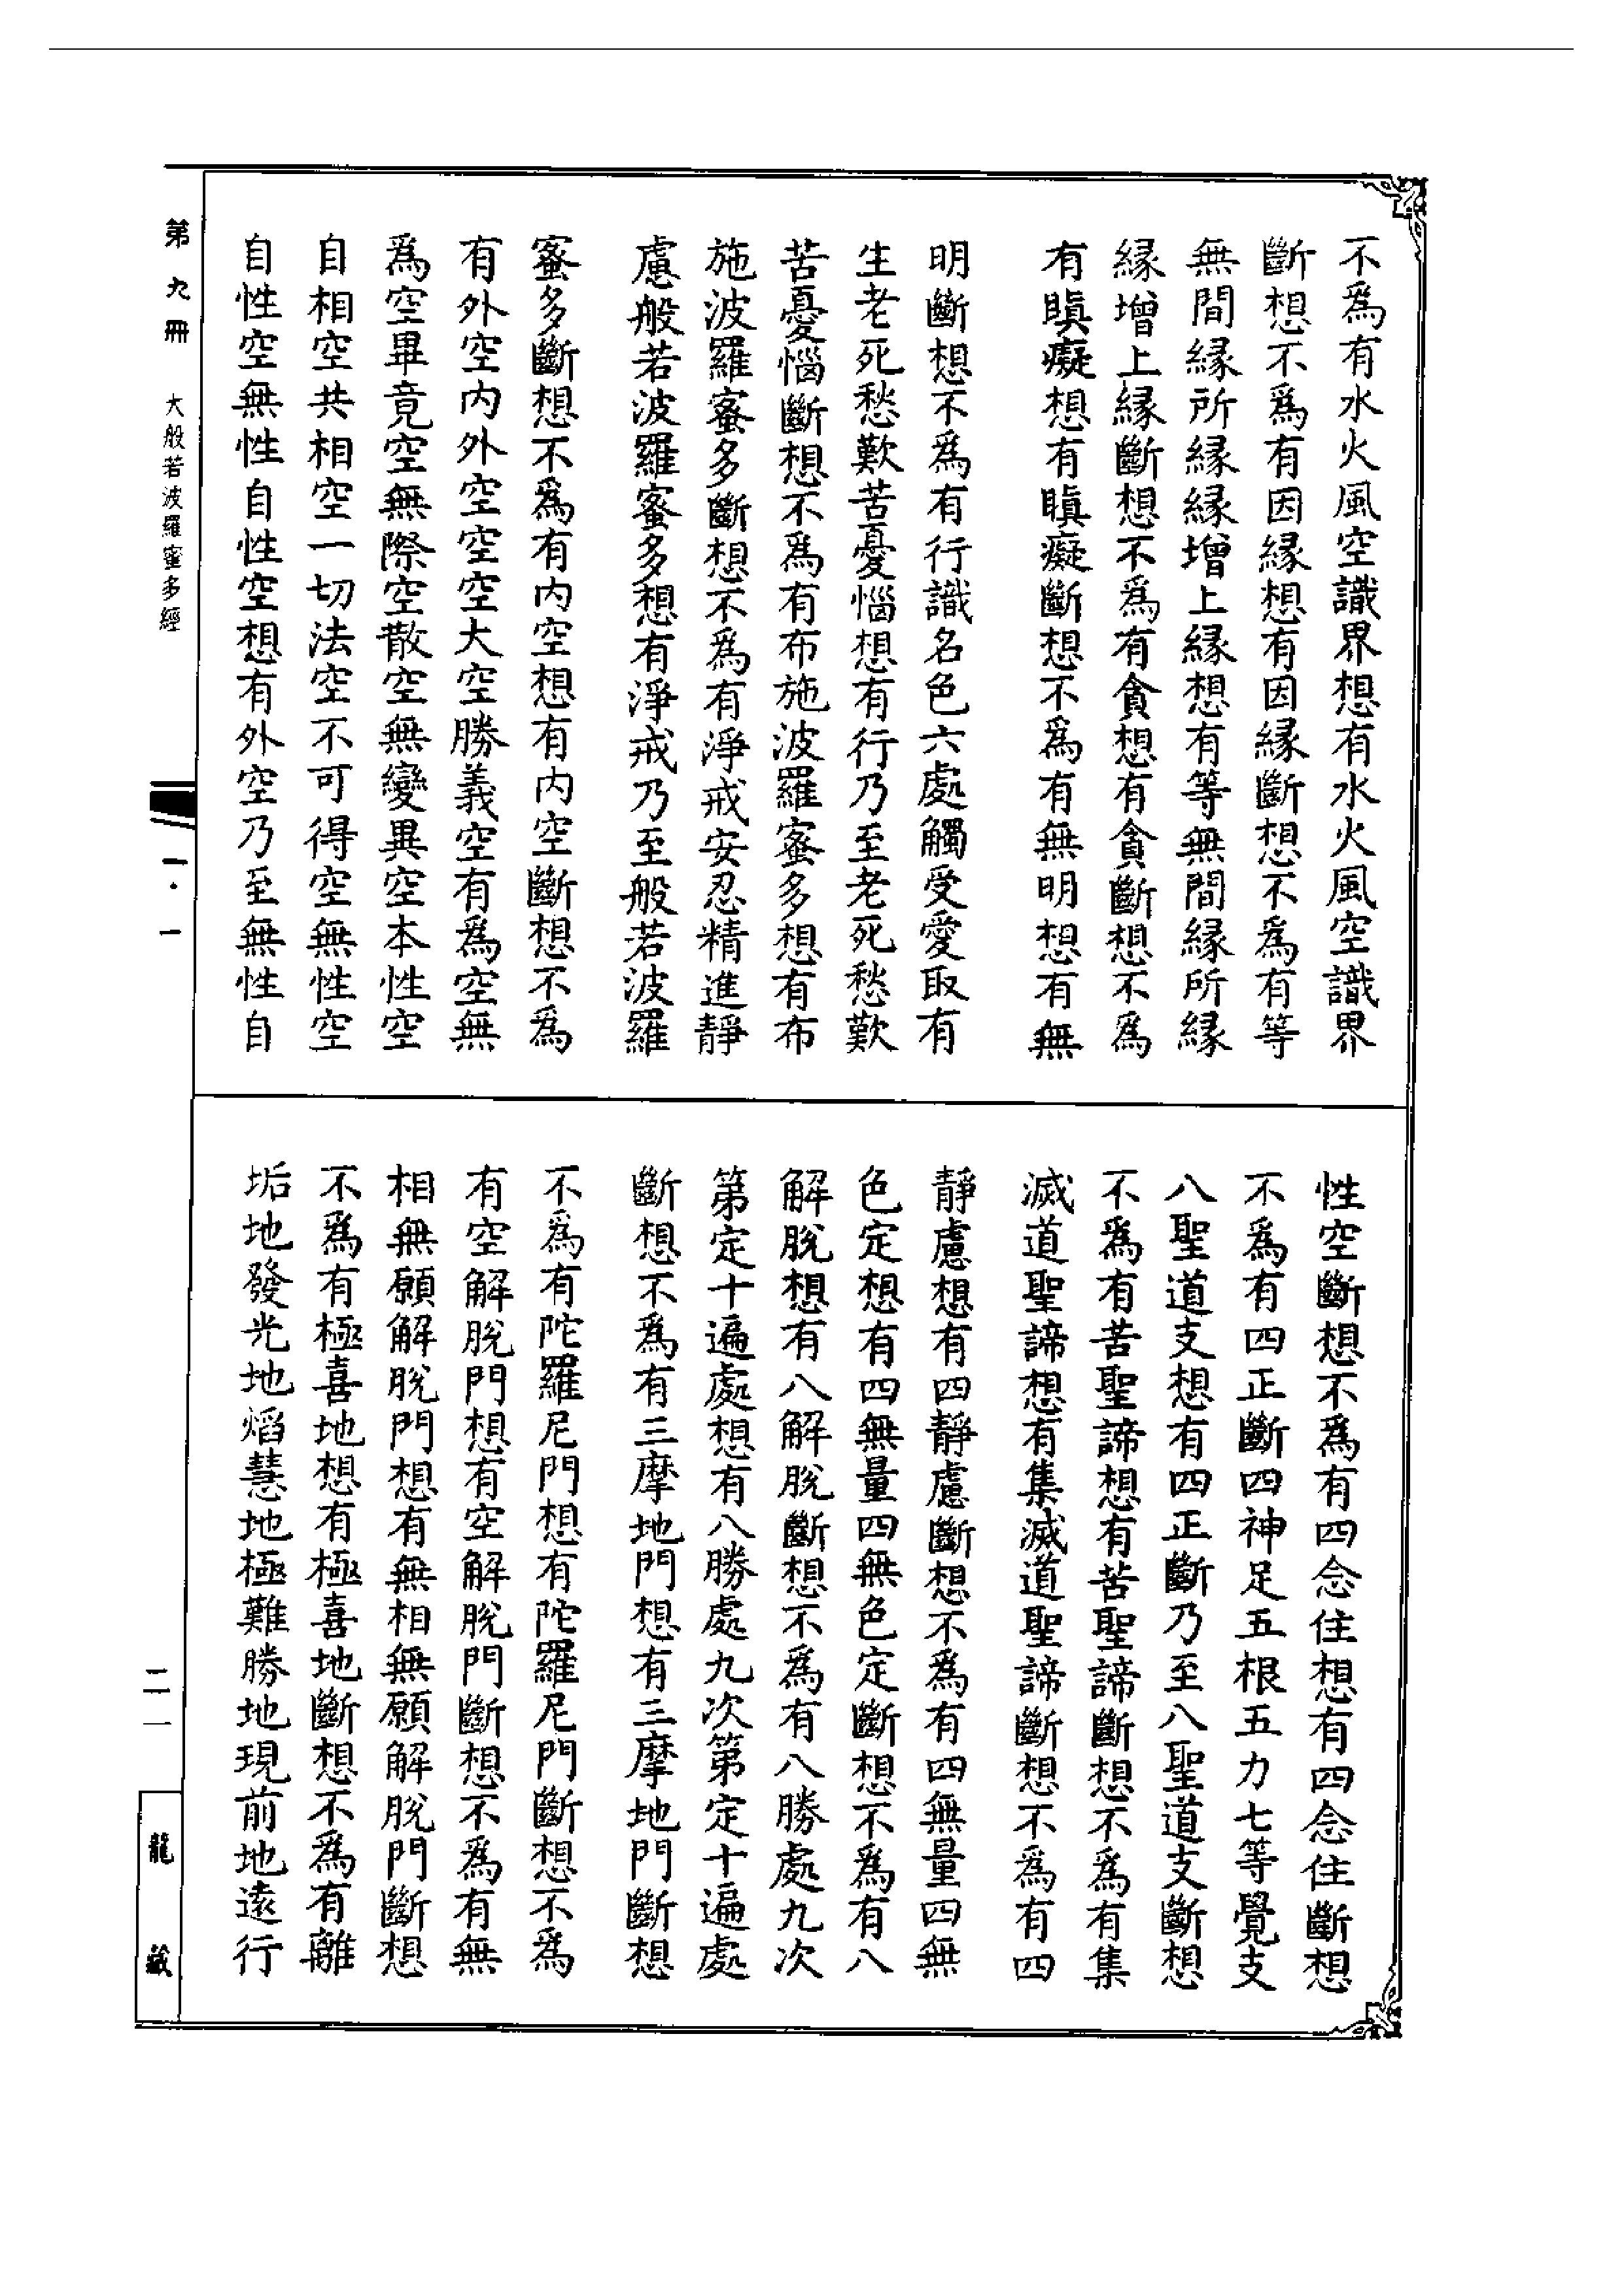 不爲有水火風空識界想有水火風空識界
斷想不爲有因緣想有因緣斷想不爲有等
無間緣所緣緣增上緣想有等無間緣所緣
緣增上緣斷想不爲有貪想有貪斷想不爲
有瞋癡想有瞋癡斷想不爲有無明想有無
明斷想不爲有行識名色六處觸受愛取有
生老死愁歎苦憂惱想有行乃至老死愁歎
苦憂惱斷想不爲有布施波羅蜜多想有布
施波羅蜜多斷想不爲有淨戒安忍精進靜
慮般若波羅蜜多想有淨戒乃至般若波羅
蜜多斷想不爲有內空想有內空斷想不爲
有外空內外空空空大空勝義空有爲空無
爲空畢竟空無際空散空無變異空本性空
自相空共相空一切法空不可得空無性空
自性空無性自性空想有外空乃至無性自
性空斷想不爲有四念住想有四念住斷想
不爲有四正斷四神足五根五力七等覺支
八聖道支想有四正斷乃至八聖道支斷想
不爲有苦聖諦想有苦聖諦斷想不爲有集
滅道聖諦想有集滅道聖諦斷想不爲有四
靜慮想有四靜慮斷想不爲有四無量四無
色定想有四無量四無色定斷想不爲有八
解脫想有八解脫斷想不爲有八勝處九次
第定十遍處想有八勝處九次第定十遍處
斷想不爲有三摩地門想有三摩地門斷想
不爲有陀羅尼門想有陀羅尼門斷想不爲
有空解脫門想有空解脫門斷想不爲有無
相無願解脫門想有無相無願解脫門斷想
不爲有極喜地想有極喜地斷想不爲有離
垢地發光地焰慧地極難勝地現前地遠行
第九冊 大般若波羅蜜多經
一·一
二一
龍藏